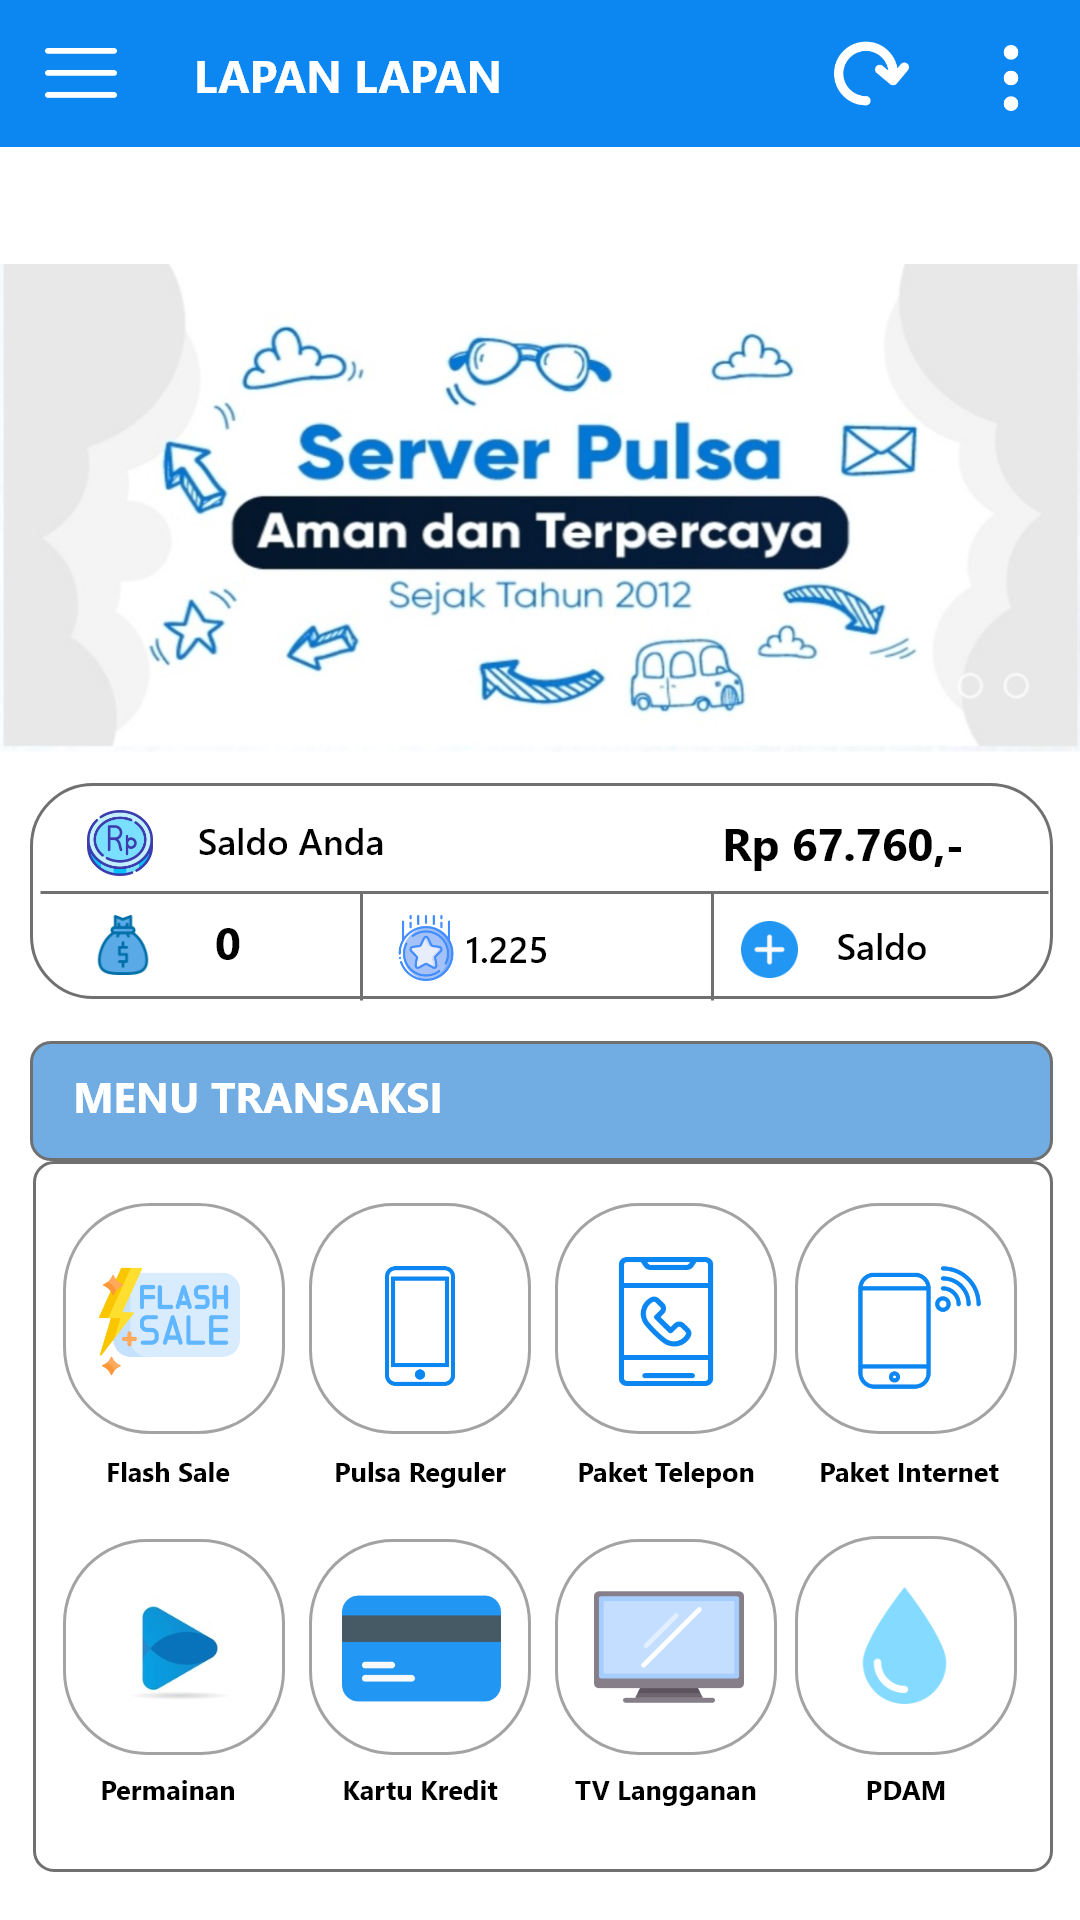 LAPAN LAPAN
Server Pulsa
Aman dan Terpercaya
Sejak Tahun 2012
Rp
Saldo Anda
Rp 67.760,-
$
0
1.225
Saldo
MENU TRANSAKSI
FLASH
SALE
Flash Sale
Pulsa Reguler
Paket Telepon
Paket Internet
Permainan
Kartu Kredit
TV Langganan
PDAM